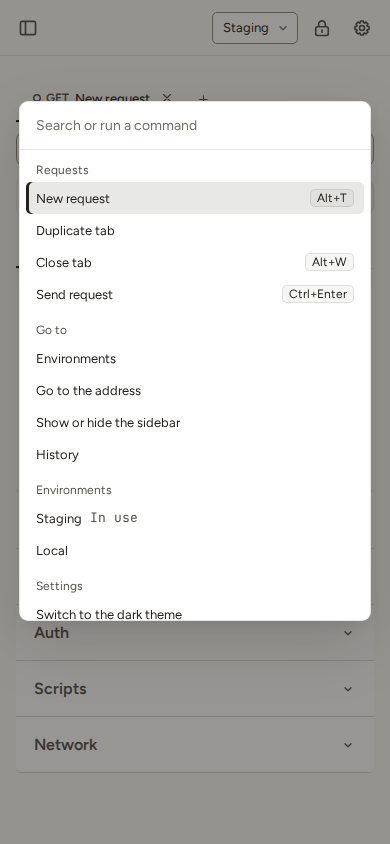 Staging
GET New request
Search or run a command
Requests
New request Alt+T
Duplicate tab
Close tab Alt+W
Send request Ctrl+Enter
Go to
Environments
Go to the address
Show or hide the sidebar
History
Environments
Staging In use
Local
Settings
Switch to the dark theme
Auth
Scripts
Network